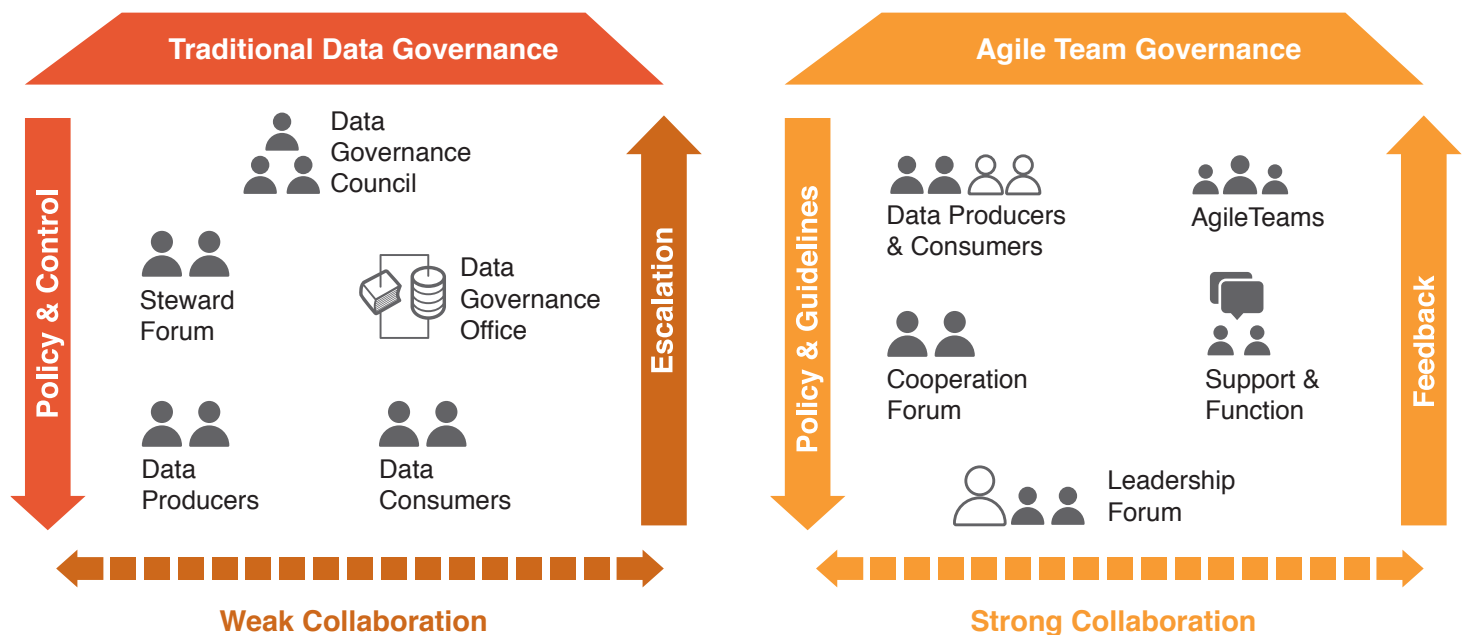 Traditional Data Governance
Policy & Control
Data
Governance
Council
Steward
Forum
Data
Governance
Office
Data
Producers
Data
Consumers
Escalation
Weak Collaboration
Agile Team Governance
Policy & Guidelines
Data Producers
& Consumers
AgileTeams
Cooperation
Forum
Support &
Function
Leadership
Forum
Feedback
Strong Collaboration